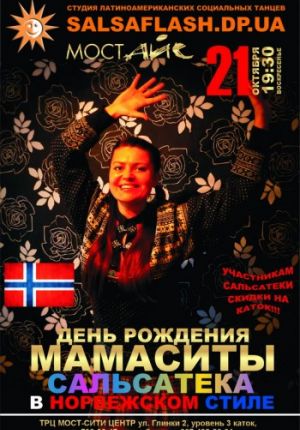 СТУДИЯ ЛАТИНОАМЕРИКАНСКИХ СОЦИАЛЬНЫХ ТАНЦЕВ
SALSAFLASH.DP.UA
МОСТ АЙС
21
ОКТЯБРЯ
19:30
ВОСКРЕСЕНЬЕ
УЧАСТНИКАМ
САЛЬСАТЕКИ
СКИДКИ НА
КАТОК!!!
ДЕНЬ РОЖДЕНИЯ
МАМАСИТЫ
САЛЬСАТЕКА
В НОРВЕЖСКОМ СТИЛЕ
ТРЦ МОСТ-СИТИ ЦЕНТР ул. Глинки 2, уровень 3 каток,